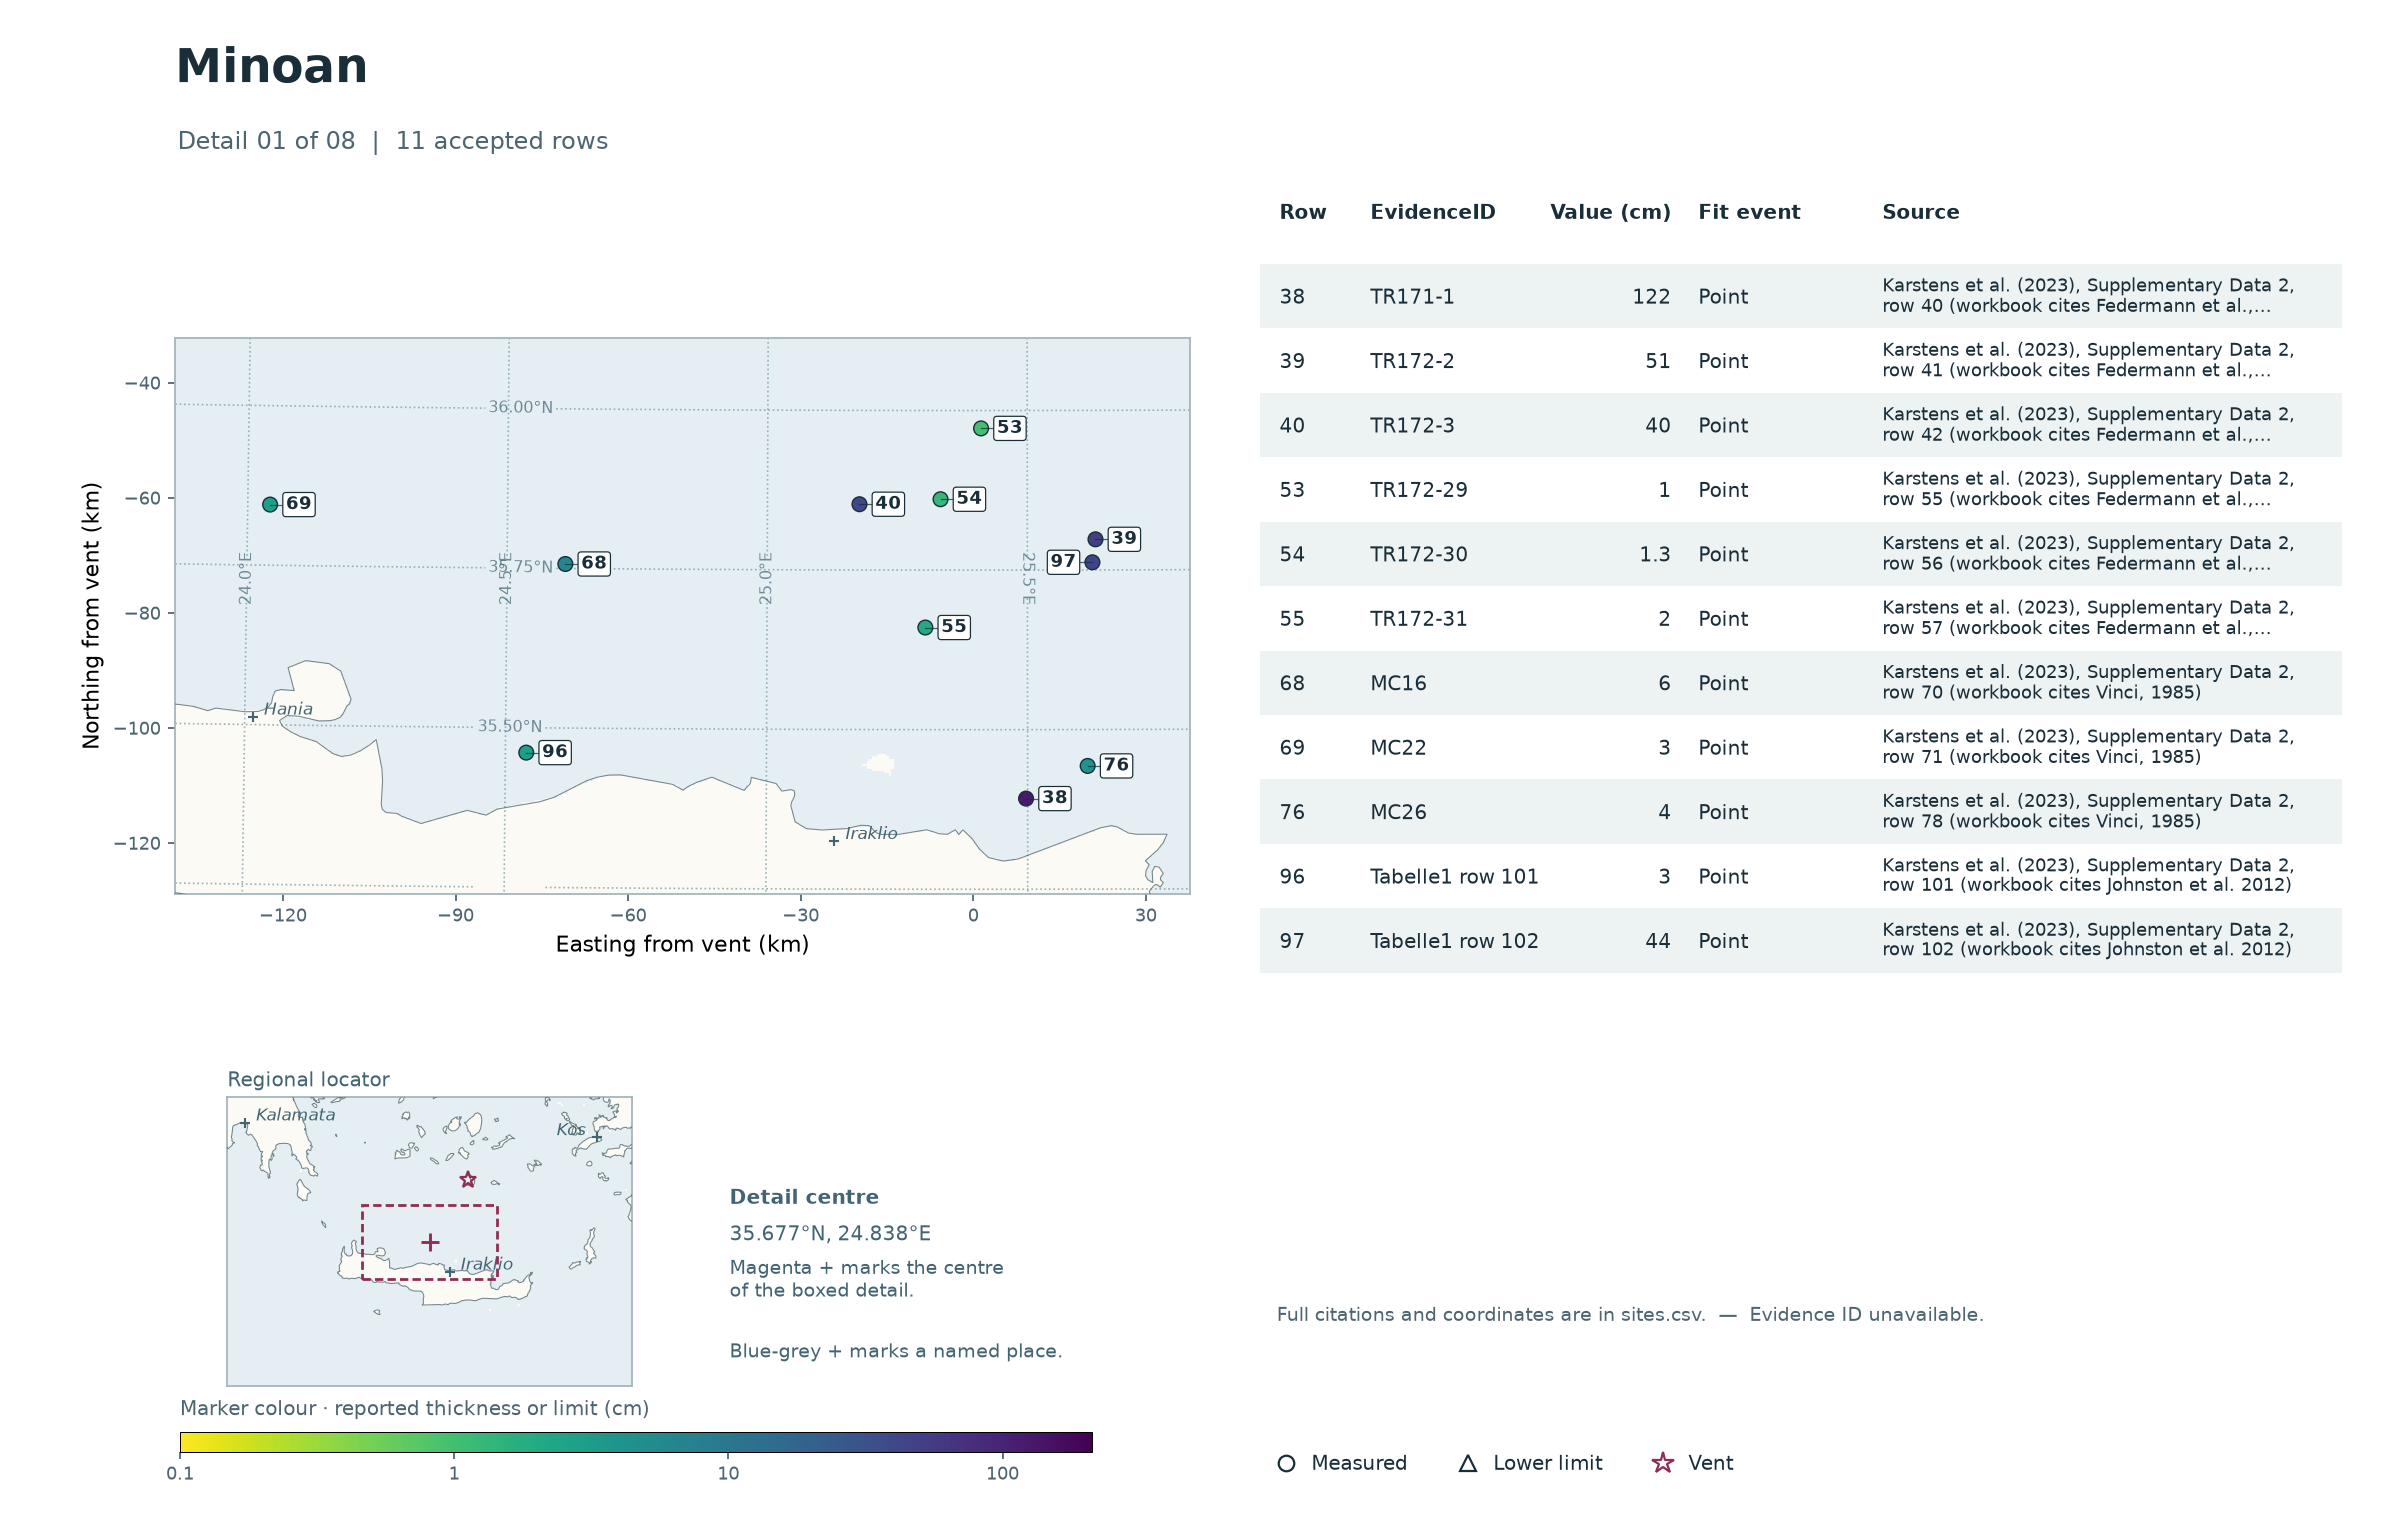 Minoan
Detail 01 of 08 | 11 accepted rows
Row EvidenceID Value (cm) Fit event Source
38 TR171-1 122 Point Karstens et al. (2023), Supplementary Data 2,
row 40 (workbook cites Federmann et al.,...
39 TR172-2 51 Point Karstens et al. (2023), Supplementary Data 2,
row 41 (workbook cites Federmann et al.,...
40 TR172-3 40 Point Karstens et al. (2023), Supplementary Data 2,
row 42 (workbook cites Federmann et al.,...
53 TR172-29 1 Point Karstens et al. (2023), Supplementary Data 2,
row 55 (workbook cites Federmann et al.,...
54 TR172-30 1.3 Point Karstens et al. (2023), Supplementary Data 2,
row 56 (workbook cites Federmann et al.,...
55 TR172-31 2 Point Karstens et al. (2023), Supplementary Data 2,
row 57 (workbook cites Federmann et al.,...
68 MC16 6 Point Karstens et al. (2023), Supplementary Data 2,
row 70 (workbook cites Vinci, 1985)
69 MC22 3 Point Karstens et al. (2023), Supplementary Data 2,
row 71 (workbook cites Vinci, 1985)
76 MC26 4 Point Karstens et al. (2023), Supplementary Data 2,
row 78 (workbook cites Vinci, 1985)
96 Tabelle1 row 101 3 Point Karstens et al. (2023), Supplementary Data 2,
row 101 (workbook cites Johnston et al. 2012)
97 Tabelle1 row 102 44 Point Karstens et al. (2023), Supplementary Data 2,
row 102 (workbook cites Johnston et al. 2012)
Northing from vent (km)
−40
−60
−80
−100
−120
36.00°N
35.75°N
35.50°N
24.0°E
24.5°E
25.0°E
25.5°E
53
69
40
54
39
97
68
55
96
76
38
Hania
Iraklio
−120 −90 −60 −30 0 30
Easting from vent (km)
Regional locator
Kalamata
Kos
Iraklio
Detail centre
35.677°N, 24.838°E
Magenta + marks the centre
of the boxed detail.
Blue-grey + marks a named place.
Full citations and coordinates are in sites.csv. — Evidence ID unavailable.
Marker colour · reported thickness or limit (cm)
0.1 1 10 100
Measured Lower limit Vent